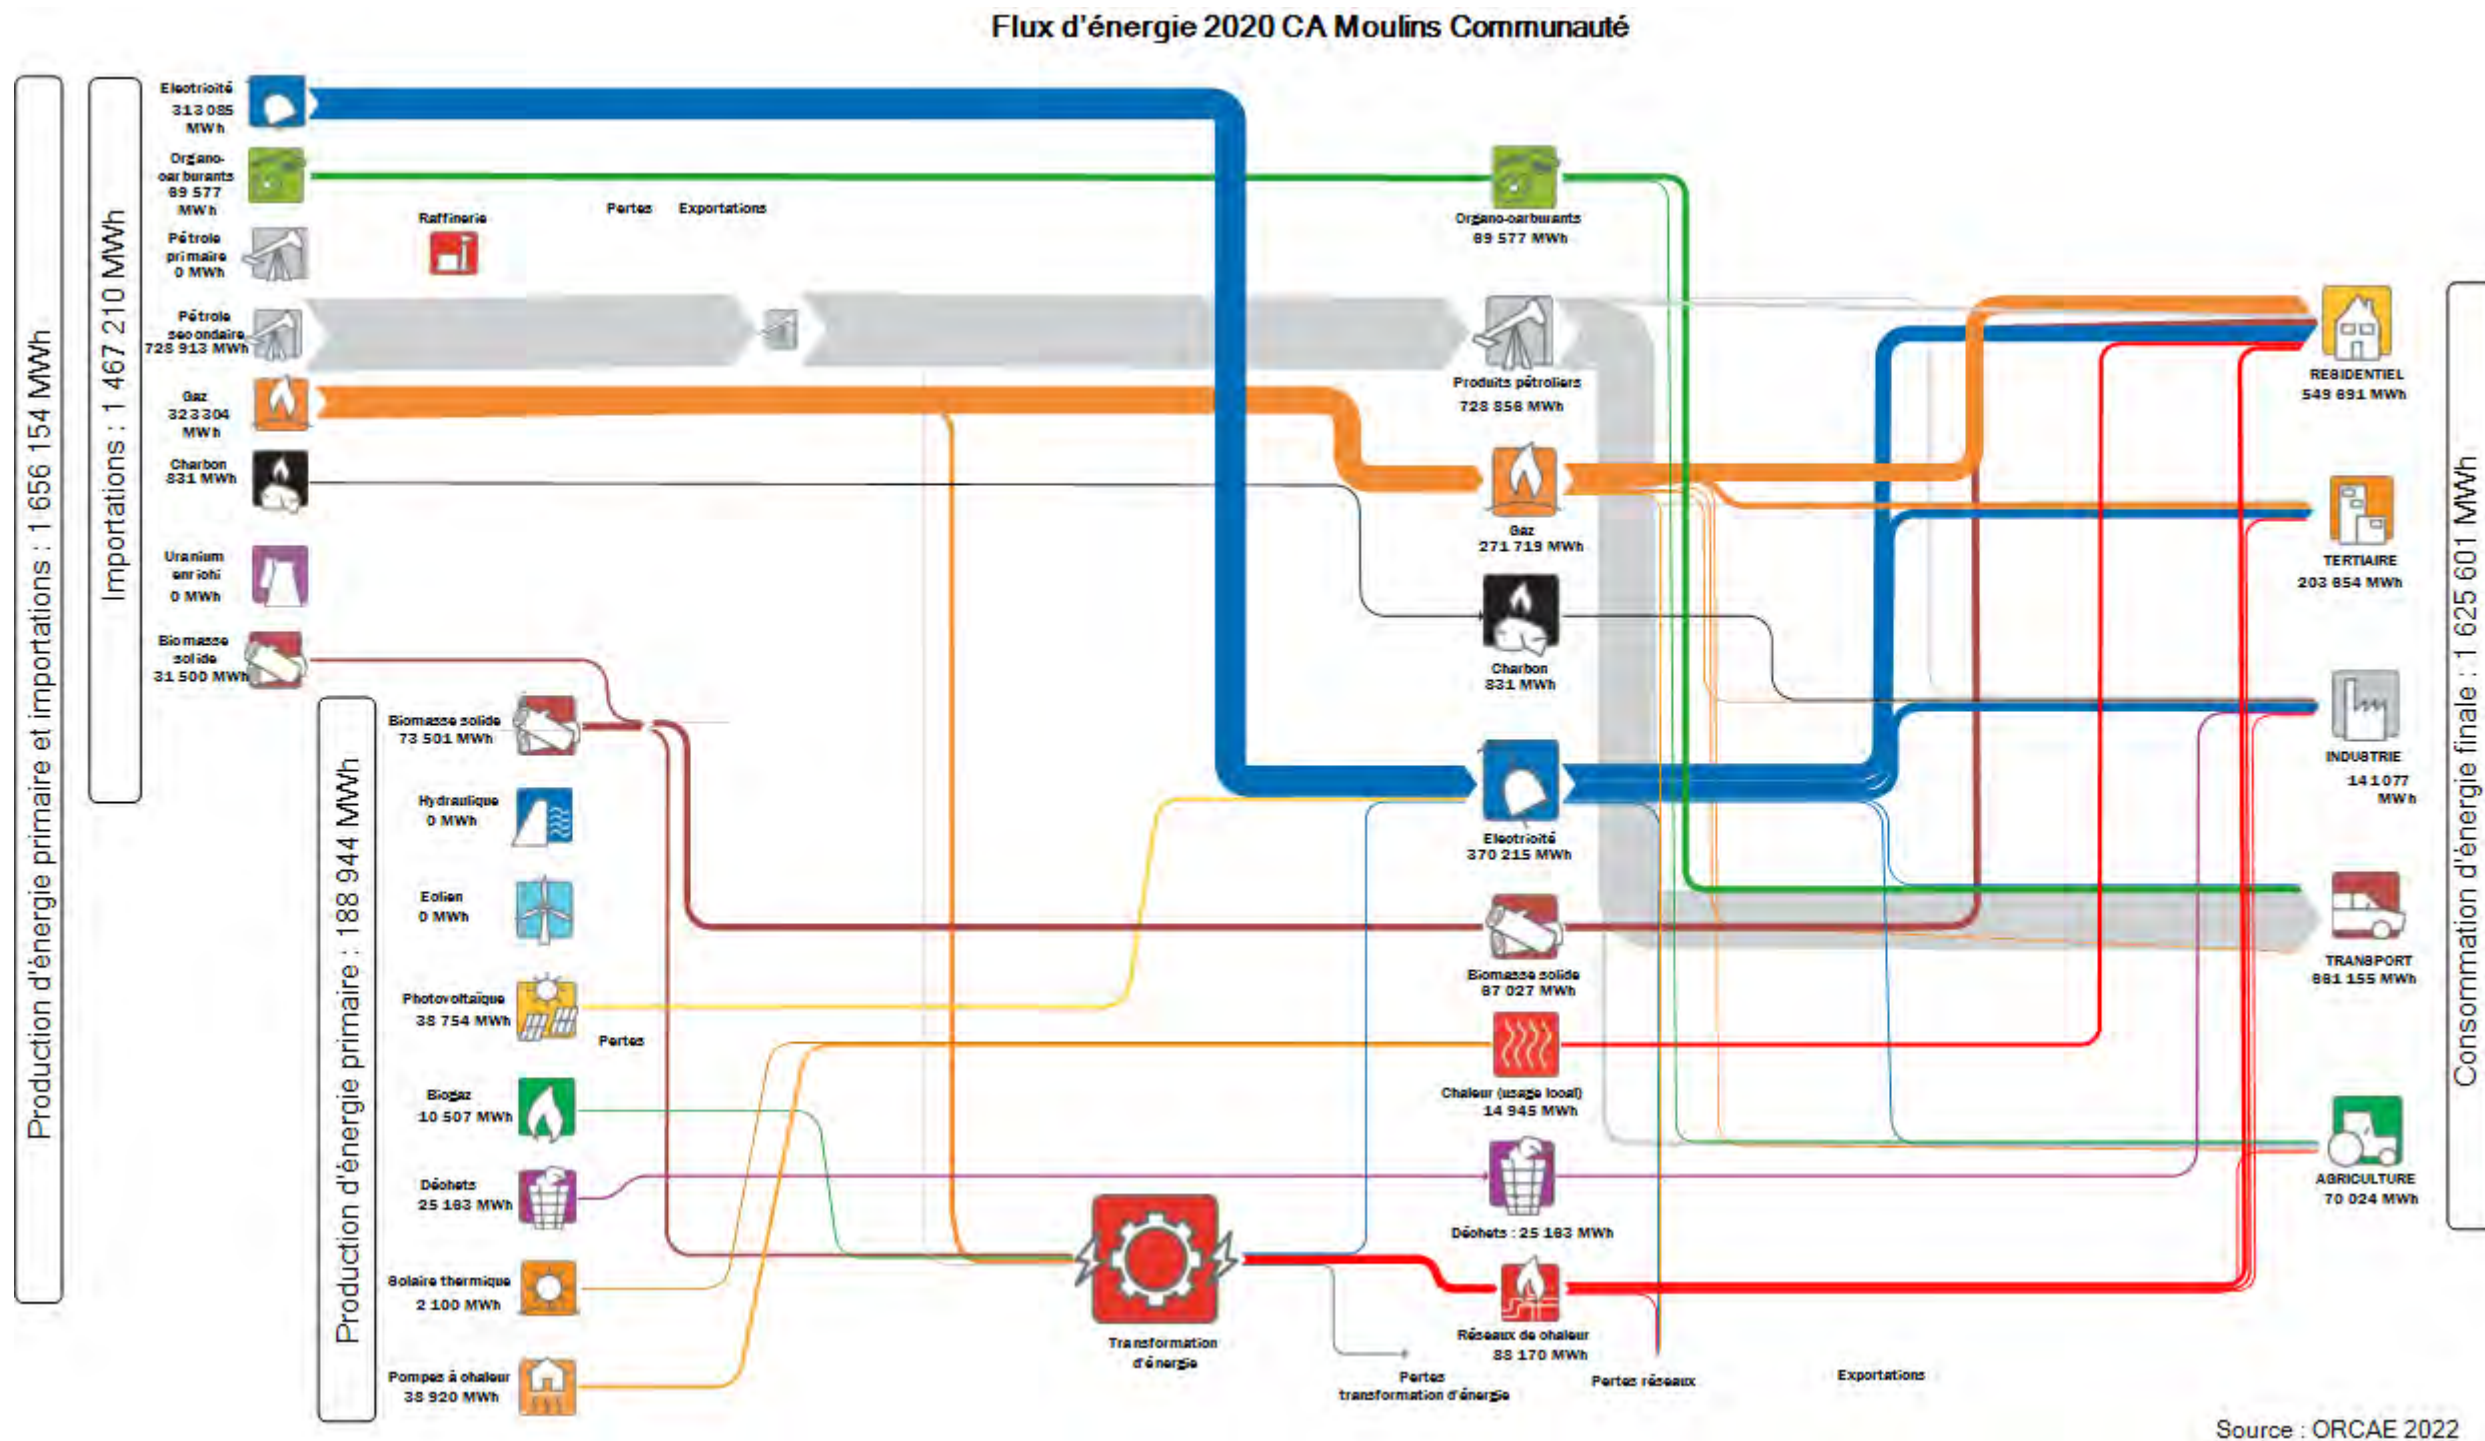 Flux d'énergie 2020 CA Moulins Communauté
Production d'énergie primaire et importations : 1 656 154 MWh
Importations : 1 467 210 MWh
Electricité
313 085
MWh
Organo-
carburants
69 577
MWh
Pétrole
primaire
0 MWh
Pétrole
secondaire
728 913 MWh
Gaz
323 304
MWh
Charbon
831 MWh
Uranium
enrichi
0 MWh
Biomasse
solide
31 500 MWh
Raffinerie
Pertes
Exportations
Production d'énergie primaire : 188 944 MWh
Biomasse solide
73 501 MWh
Hydraulique
0 MWh
Eolien
0 MWh
Photovoltaïque
38 754 MWh
Pertes
Biogaz
10 507 MWh
Déchets
25 163 MWh
Solaire thermique
2 100 MWh
Pompes à chaleur
38 920 MWh
Transformation
d'énergie
Organo-carburants
69 577 MWh
Produits pétroliers
728 856 MWh
Gaz
271 719 MWh
Charbon
831 MWh
Electricité
370 215 MWh
Biomasse solide
67 027 MWh
Chaleur (usage local)
14 945 MWh
Déchets : 25 163 MWh
Réseaux de chaleur
88 170 MWh
Pertes
transformation d'énergie
Pertes réseaux
Exportations
RESIDENTIEL
549 691 MWh
TERTIAIRE
203 654 MWh
INDUSTRIE
141 077
MWh
TRANSPORT
661 155 MWh
AGRICULTURE
70 024 MWh
Consommation d'énergie finale : 1 625 601 MWh
Source : ORCAE 2022